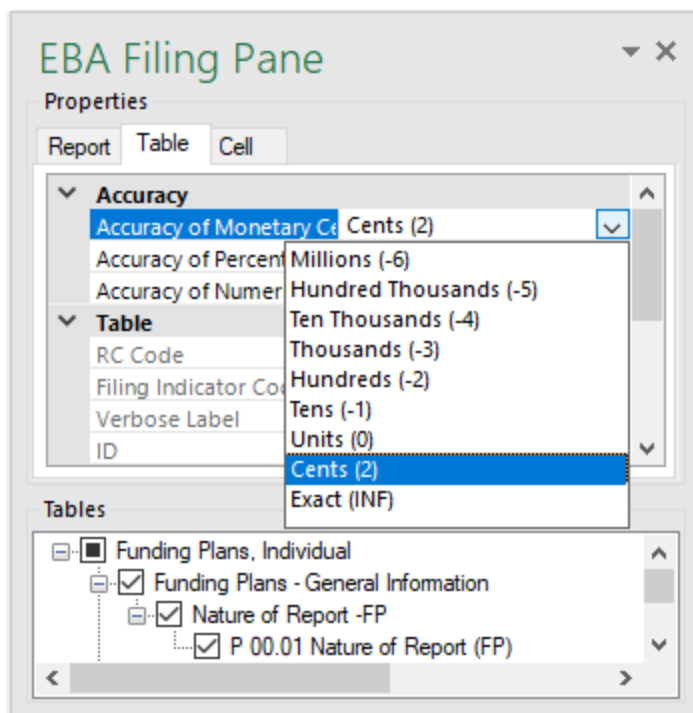 EBA Filing Pane
Properties
Report Table Cell
Accuracy
Accuracy of Monetary Ce Cents (2)
Accuracy of Percent
Accuracy of Numer
Millions (-6)
Hundred Thousands (-5)
Ten Thousands (-4)
Thousands (-3)
Hundreds (-2)
Tens (-1)
Units (0)
Cents (2)
Exact (INF)
Table
RC Code
Filing Indicator Co
Verbose Label
ID
Tables
Funding Plans, Individual
Funding Plans - General Information
Nature of Report -FP
P 00.01 Nature of Report (FP)